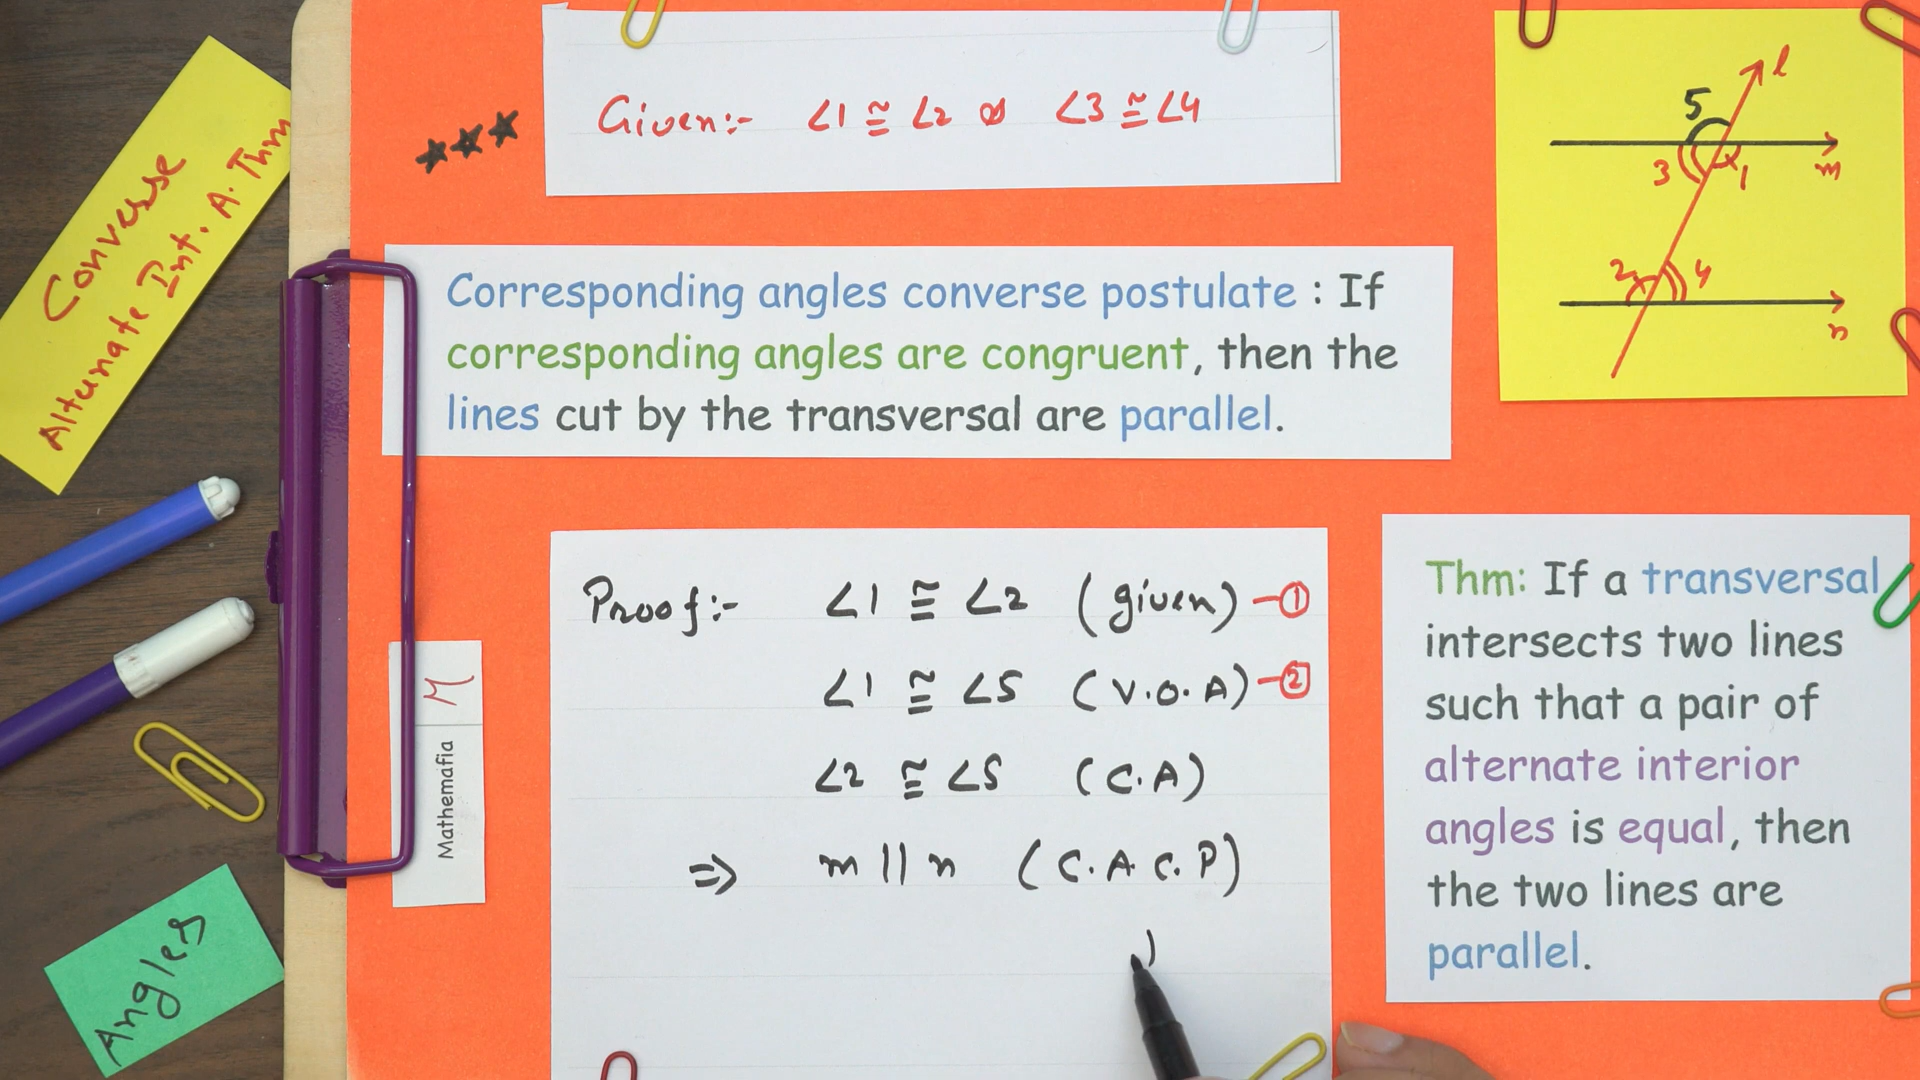 Converse
Alternate Int. A. Thm
Given:- ∠1 ≅ ∠2 & ∠3 ≅ ∠4
l
5
3
1
m
2
4
n
Corresponding angles converse postulate : If
corresponding angles are congruent, then the
lines cut by the transversal are parallel.
Proof:- ∠1 ≅ ∠2 (given) - ①
∠1 ≅ ∠5 (V.O.A) - ②
∠2 ≅ ∠5 (C.A)
=> m || n (C.A.C.P)
Thm: If a transversal
intersects two lines
such that a pair of
alternate interior
angles is equal, then
the two lines are
parallel.
M
Mathemafia
Angles